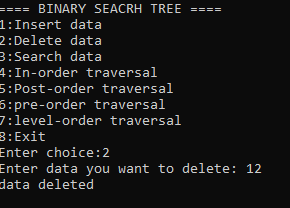 ==== BINARY SEACRH TREE ====
1:Insert data
2:Delete data
3:Search data
4:In-order traversal
5:Post-order traversal
6:pre-order traversal
7:level-order traversal
8:Exit
Enter choice:2
Enter data you want to delete: 12
data deleted